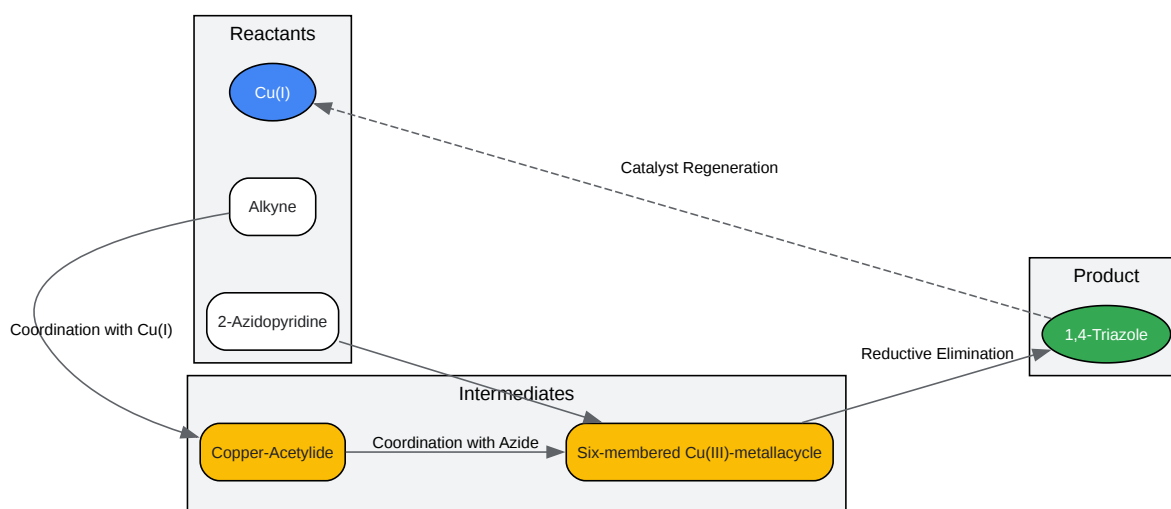 Reactants
Cu(I)
Catalyst Regeneration
Alkyne
Product
2-Azidopyridine
Coordination with Cu(I)
1,4-Triazole
Reductive Elimination
Intermediates
Coordination with Azide
Copper-Acetylide
Six-membered Cu(III)-metallacycle